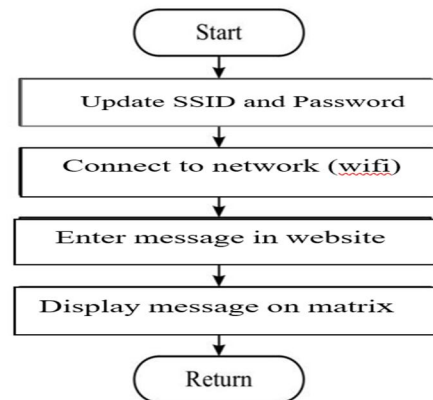 Start
Update SSID and Password
Connect to network (wifi)
Enter message in website
Display message on matrix
Return